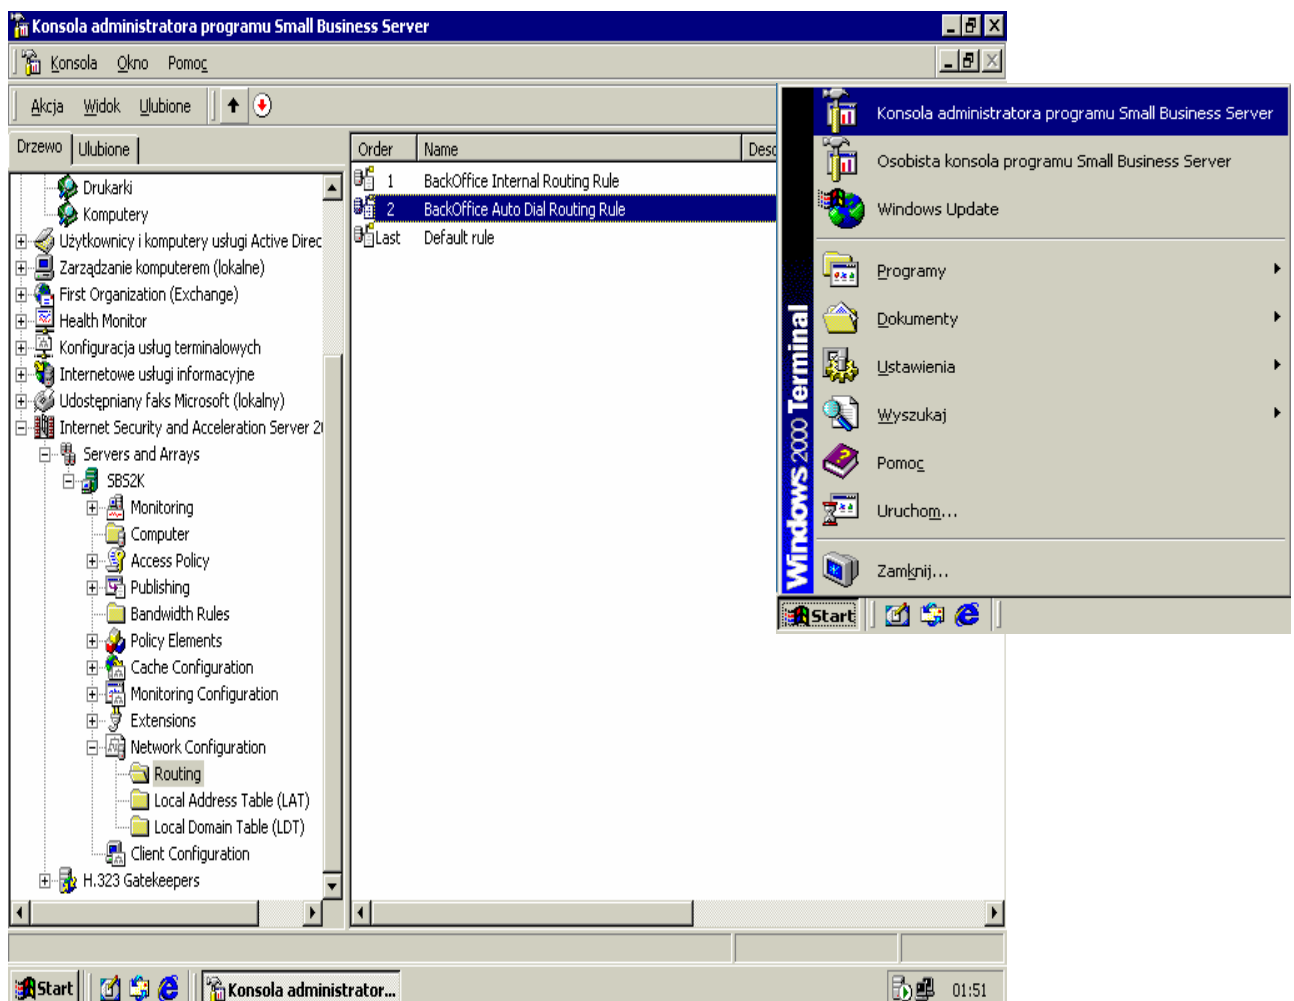 Konsola administratora programu Small Business Server
Konsola Okno Pomoc
Akcja Widok Ulubione
Drzewo Ulubione
Drukarki
Komputery
Użytkownicy i komputery usługi Active Direc
Zarządzanie komputerem (lokalne)
First Organization (Exchange)
Health Monitor
Konfiguracja usług terminalowych
Internetowe usługi informacyjne
Udostępniany faks Microsoft (lokalny)
Internet Security and Acceleration Server 20
Servers and Arrays
SBS2K
Monitoring
Computer
Access Policy
Publishing
Bandwidth Rules
Policy Elements
Cache Configuration
Monitoring Configuration
Extensions
Network Configuration
Routing
Local Address Table (LAT)
Local Domain Table (LDT)
Client Configuration
H.323 Gatekeepers
Order Name Desc
1 BackOffice Internal Routing Rule
2 BackOffice Auto Dial Routing Rule
Last Default rule
Konsola administratora programu Small Business Server
Osobista konsola programu Small Business Server
Windows Update
Programy
Dokumenty
Ustawienia
Wyszukaj
Pomoc
Uruchom...
Zamknij...
Windows 2000 Terminal
Start
Start Konsola administrator... 01:51